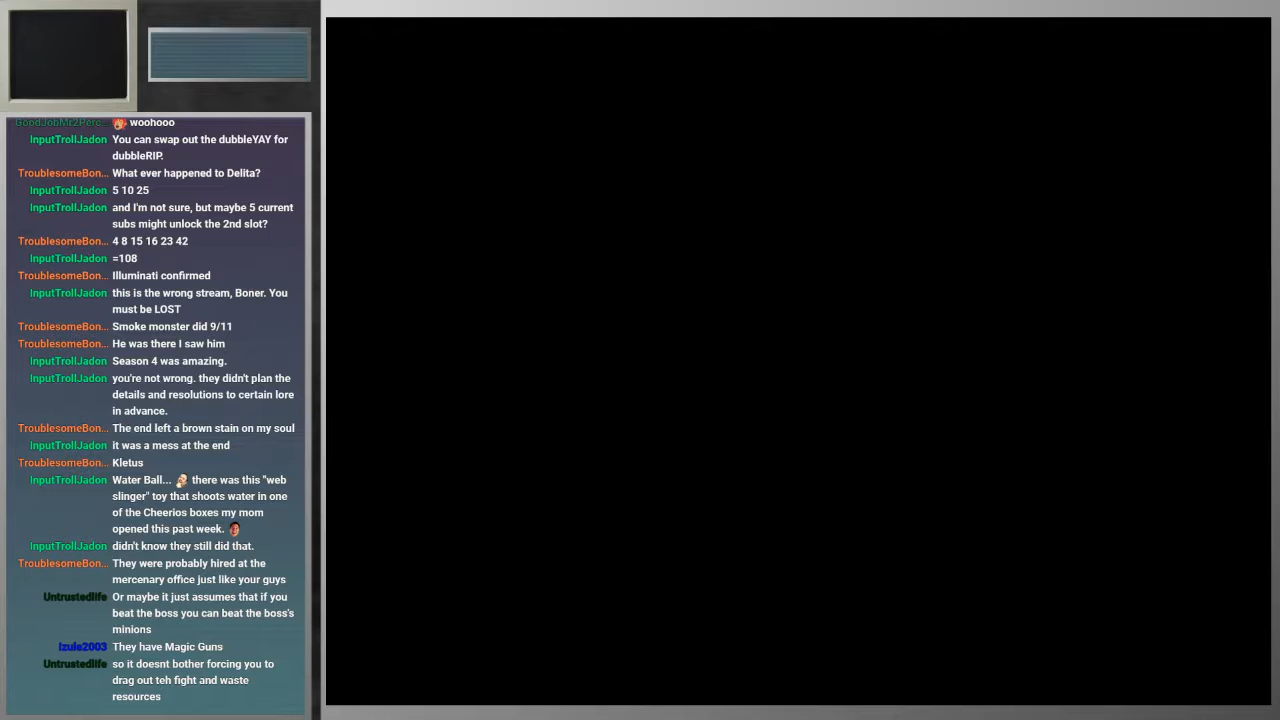 GoodJobMr2Perc... woohooo
InputTrollJadon You can swap out the dubbleYAY for
dubbleRIP.
TroublesomeBon... What ever happened to Delita?
InputTrollJadon 5 10 25
InputTrollJadon and I'm not sure, but maybe 5 current
subs might unlock the 2nd slot?
TroublesomeBon... 4 8 15 16 23 42
InputTrollJadon =108
TroublesomeBon... Illuminati confirmed
InputTrollJadon this is the wrong stream, Boner. You
must be LOST
TroublesomeBon... Smoke monster did 9/11
TroublesomeBon... He was there I saw him
InputTrollJadon Season 4 was amazing.
InputTrollJadon you're not wrong. they didn't plan the
details and resolutions to certain lore
in advance.
TroublesomeBon... The end left a brown stain on my soul
InputTrollJadon it was a mess at the end
TroublesomeBon... Kletus
InputTrollJadon Water Ball... there was this "web
slinger" toy that shoots water in one
of the Cheerios boxes my mom
opened this past week.
InputTrollJadon didn't know they still did that.
TroublesomeBon... They were probably hired at the
mercenary office just like your guys
Untrustedlife Or maybe it just assumes that if you
beat the boss you can beat the boss's
minions
Izule2003 They have Magic Guns
Untrustedlife so it doesnt bother forcing you to
drag out teh fight and waste
resources